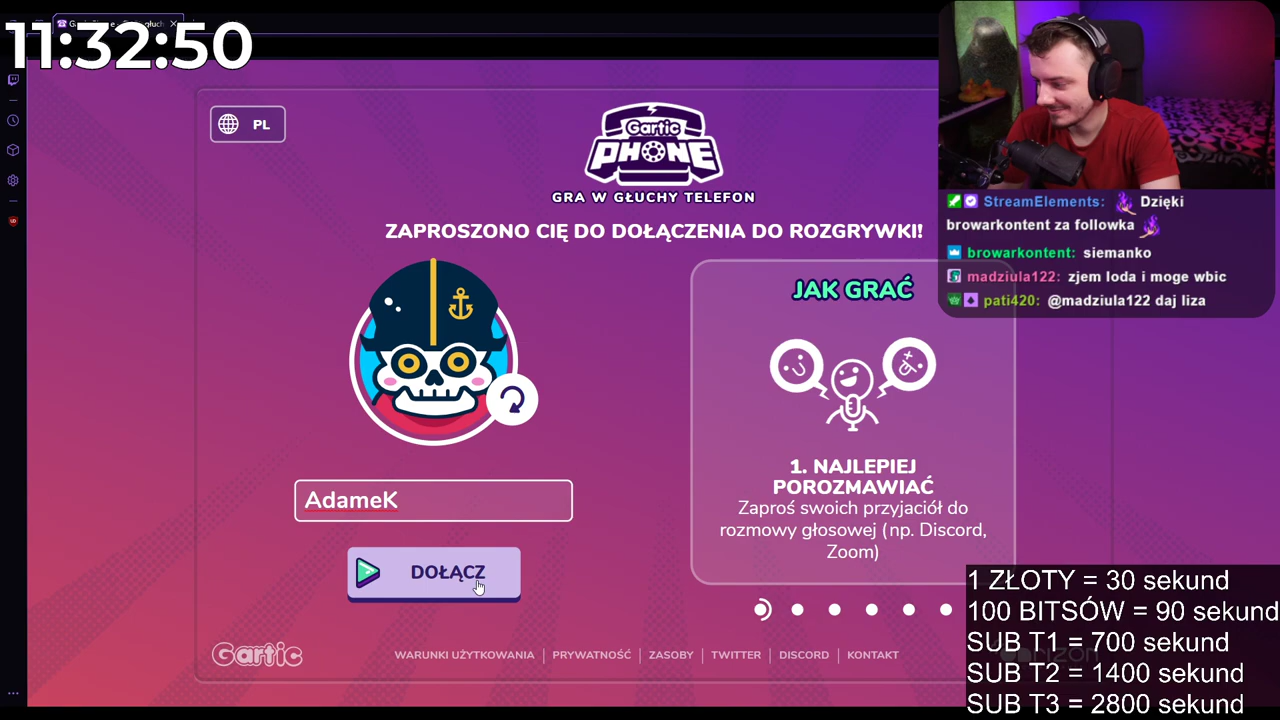 11:32:50
PL
Gartic
PHONE
GRA W GŁUCHY TELEFON
ZAPROSZONO CIĘ DO DOŁĄCZENIA DO ROZGRYWKI!
AdameK
DOŁĄCZ
JAK GRAĆ
1. NAJLEPIEJ
POROZMAWIAĆ
Zaproś swoich przyjaciół do
rozmowy głosowej (np. Discord,
Zoom)
StreamElements: Dzięki
browarkontent za followka
browarkontent: siemanko
madziula122: zjem loda i moge wbic
pati420: @madziula122 daj liza
1 ZŁOTY = 30 sekund
100 BITSÓW = 90 sekund
SUB T1 = 700 sekund
SUB T2 = 1400 sekund
SUB T3 = 2800 sekund
Gartic
WARUNKI UŻYTKOWANIA
PRYWATNOŚĆ
ZASOBY
TWITTER
DISCORD
KONTAKT